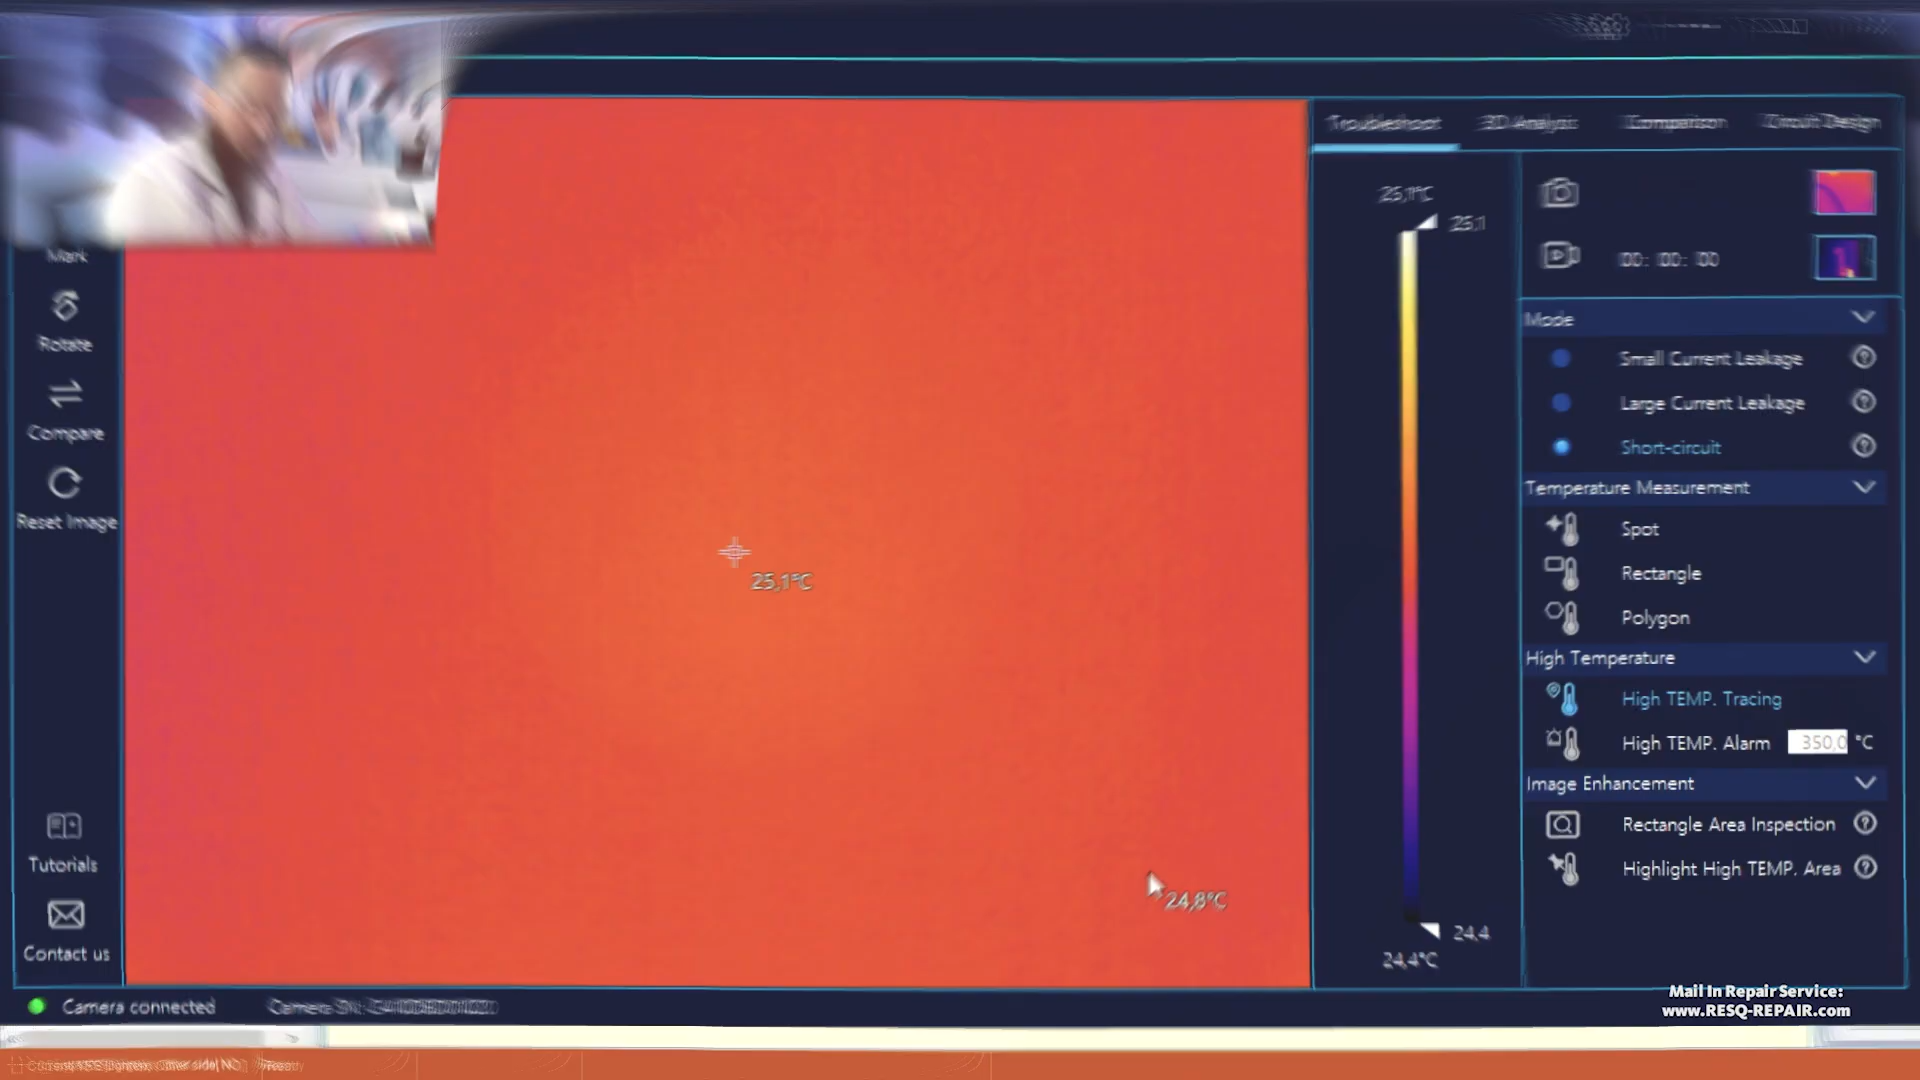 Troubleshoot
3D Analysis
Comparison
Circuit Design
Mark
Rotate
Compare
Reset Image
Tutorials
Contact us
25,1°C
24,8°C
25,1°C
25,1
24,4
24,4°C
00: 00: 00
Mode
Small Current Leakage
Large Current Leakage
Short-circuit
Temperature Measurement
Spot
Rectangle
Polygon
High Temperature
High TEMP. Tracing
High TEMP. Alarm 350,0 °C
Image Enhancement
Rectangle Area Inspection
Highlight High TEMP. Area
Camera connected
Camera SN:
Mail In Repair Service:
www.RESQ-REPAIR.com